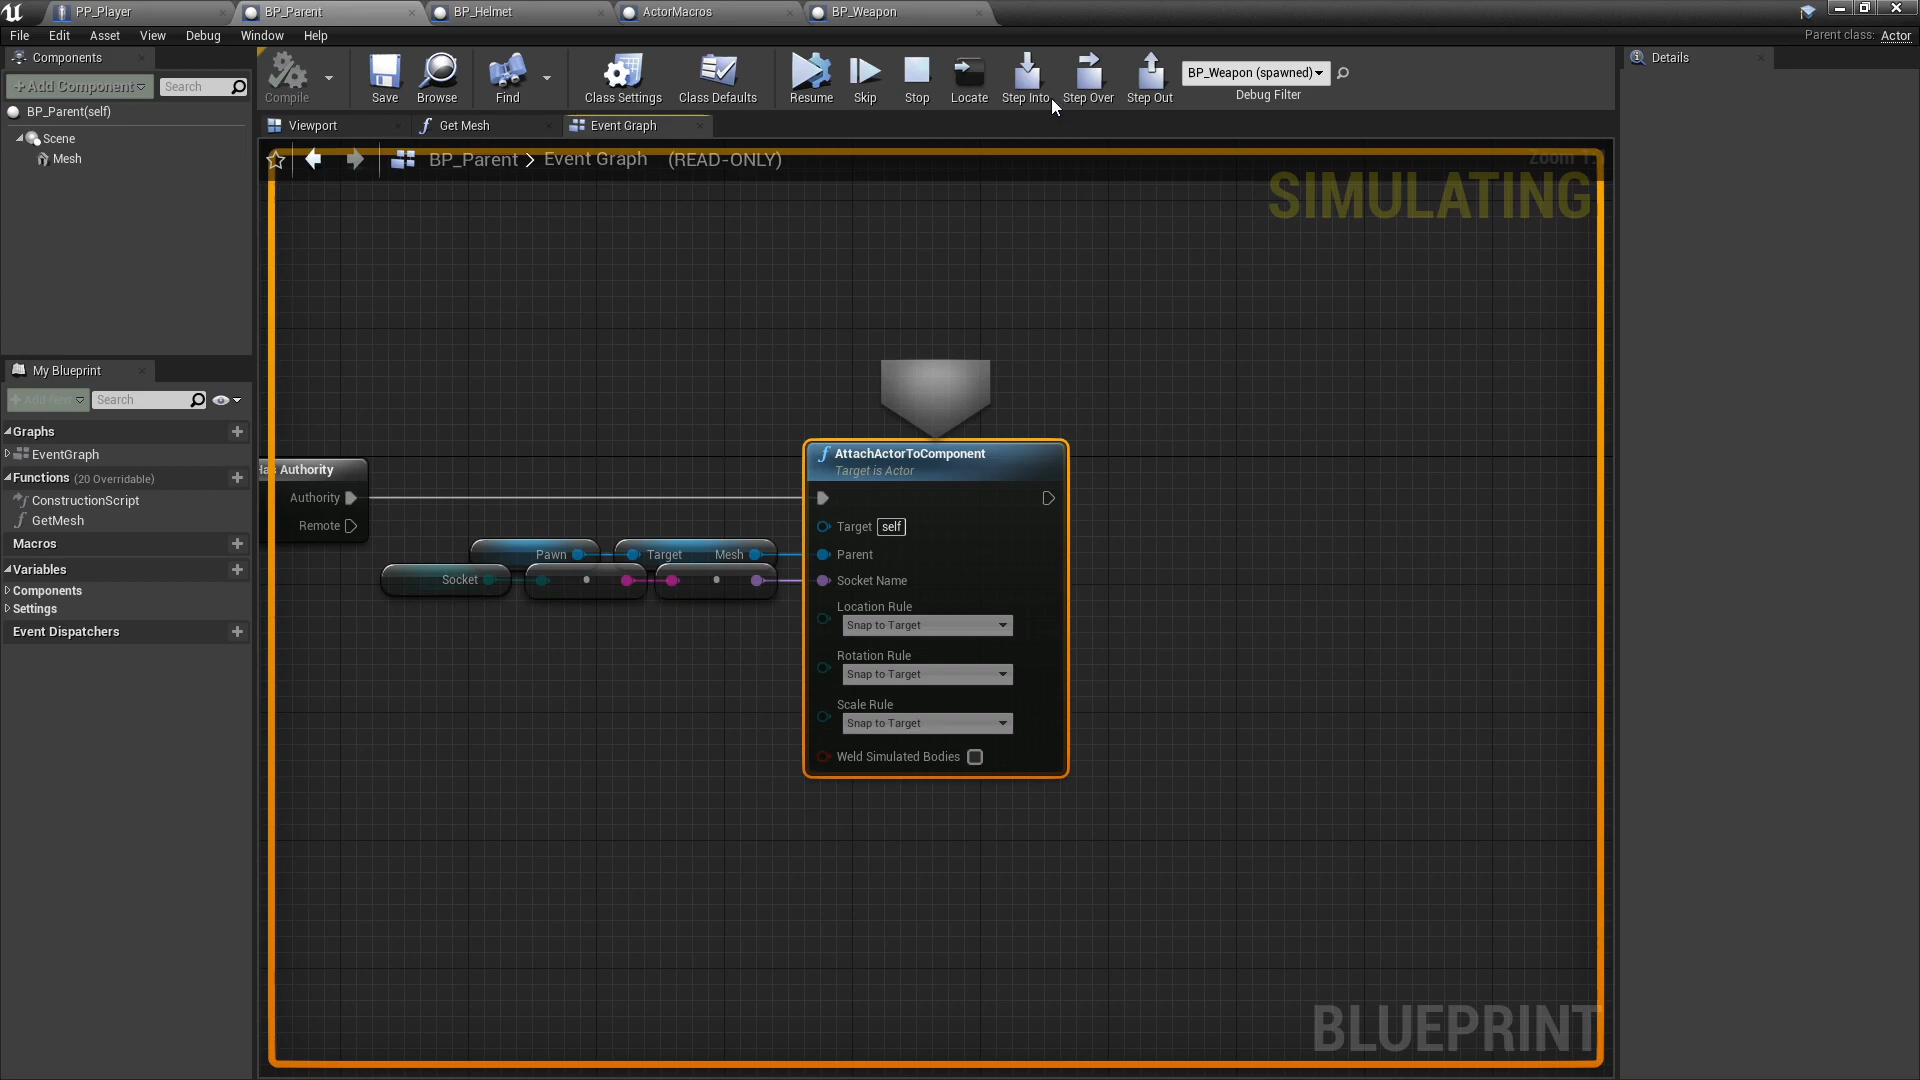 PP_Player
BP_Parent
BP_Helmet
ActorMacros
BP_Weapon
File
Edit
Asset
View
Debug
Window
Help
Parent class: Actor
Components
+ Add Component
Search
BP_Parent(self)
Scene
Mesh
Compile
Save
Browse
Find
Class Settings
Class Defaults
Resume
Skip
Stop
Locate
Step Into
Step Over
Step Out
BP_Weapon (spawned)
Debug Filter
Details
Viewport
Get Mesh
Event Graph
BP_Parent > Event Graph (READ-ONLY)
SIMULATING
My Blueprint
+ Add New
Search
Graphs
EventGraph
Functions (20 Overridable)
ConstructionScript
GetMesh
Macros
Variables
Components
Settings
Event Dispatchers
Has Authority
Authority
Remote
Pawn
Target
Mesh
Socket
AttachActorToComponent
Target is Actor
Target self
Parent
Socket Name
Location Rule
Snap to Target
Rotation Rule
Snap to Target
Scale Rule
Snap to Target
Weld Simulated Bodies
BLUEPRINT